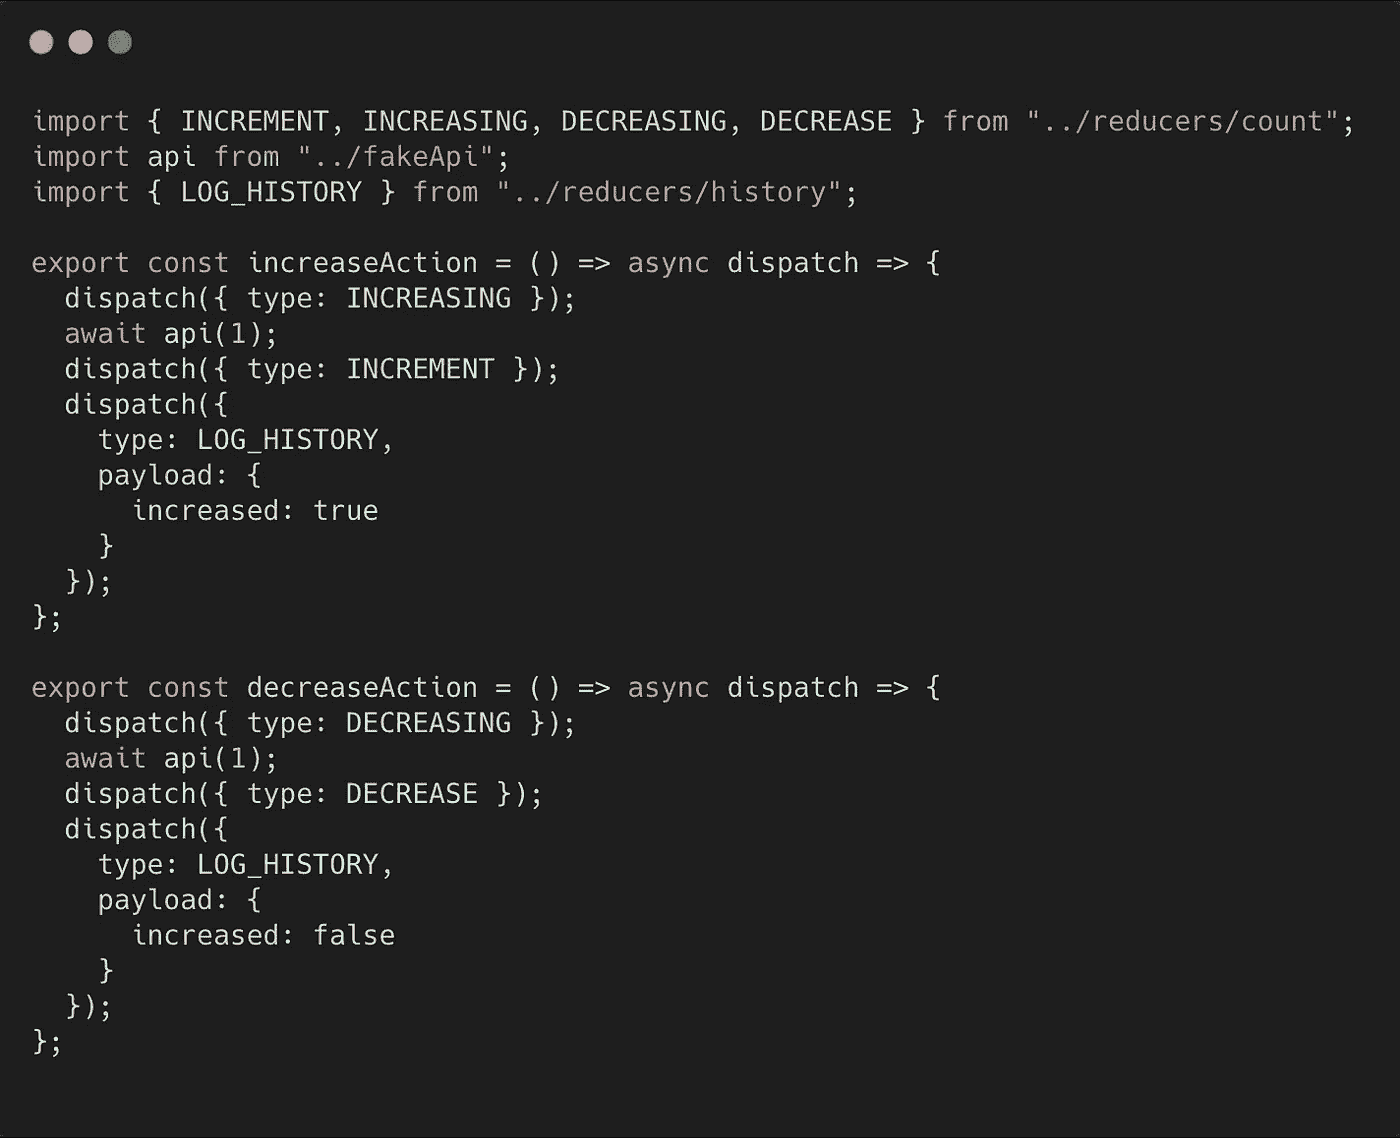 import { INCREMENT, INCREASING, DECREASING, DECREASE } from "../reducers/count";
import api from "../fakeApi";
import { LOG_HISTORY } from "../reducers/history";

export const increaseAction = () => async dispatch => {
  dispatch({ type: INCREASING });
  await api(1);
  dispatch({ type: INCREMENT });
  dispatch({
    type: LOG_HISTORY,
    payload: {
      increased: true
    }
  });
};

export const decreaseAction = () => async dispatch => {
  dispatch({ type: DECREASING });
  await api(1);
  dispatch({ type: DECREASE });
  dispatch({
    type: LOG_HISTORY,
    payload: {
      increased: false
    }
  });
};